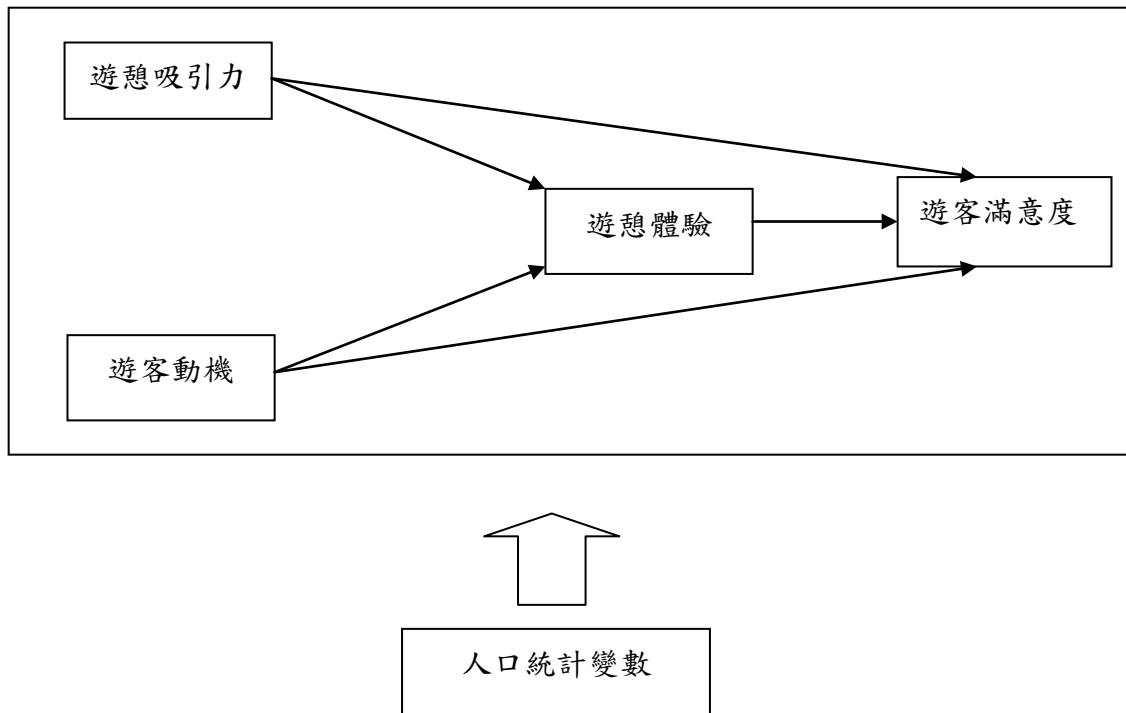 遊憩吸引力
遊憩體驗
遊客滿意度
遊客動機
人口統計變數